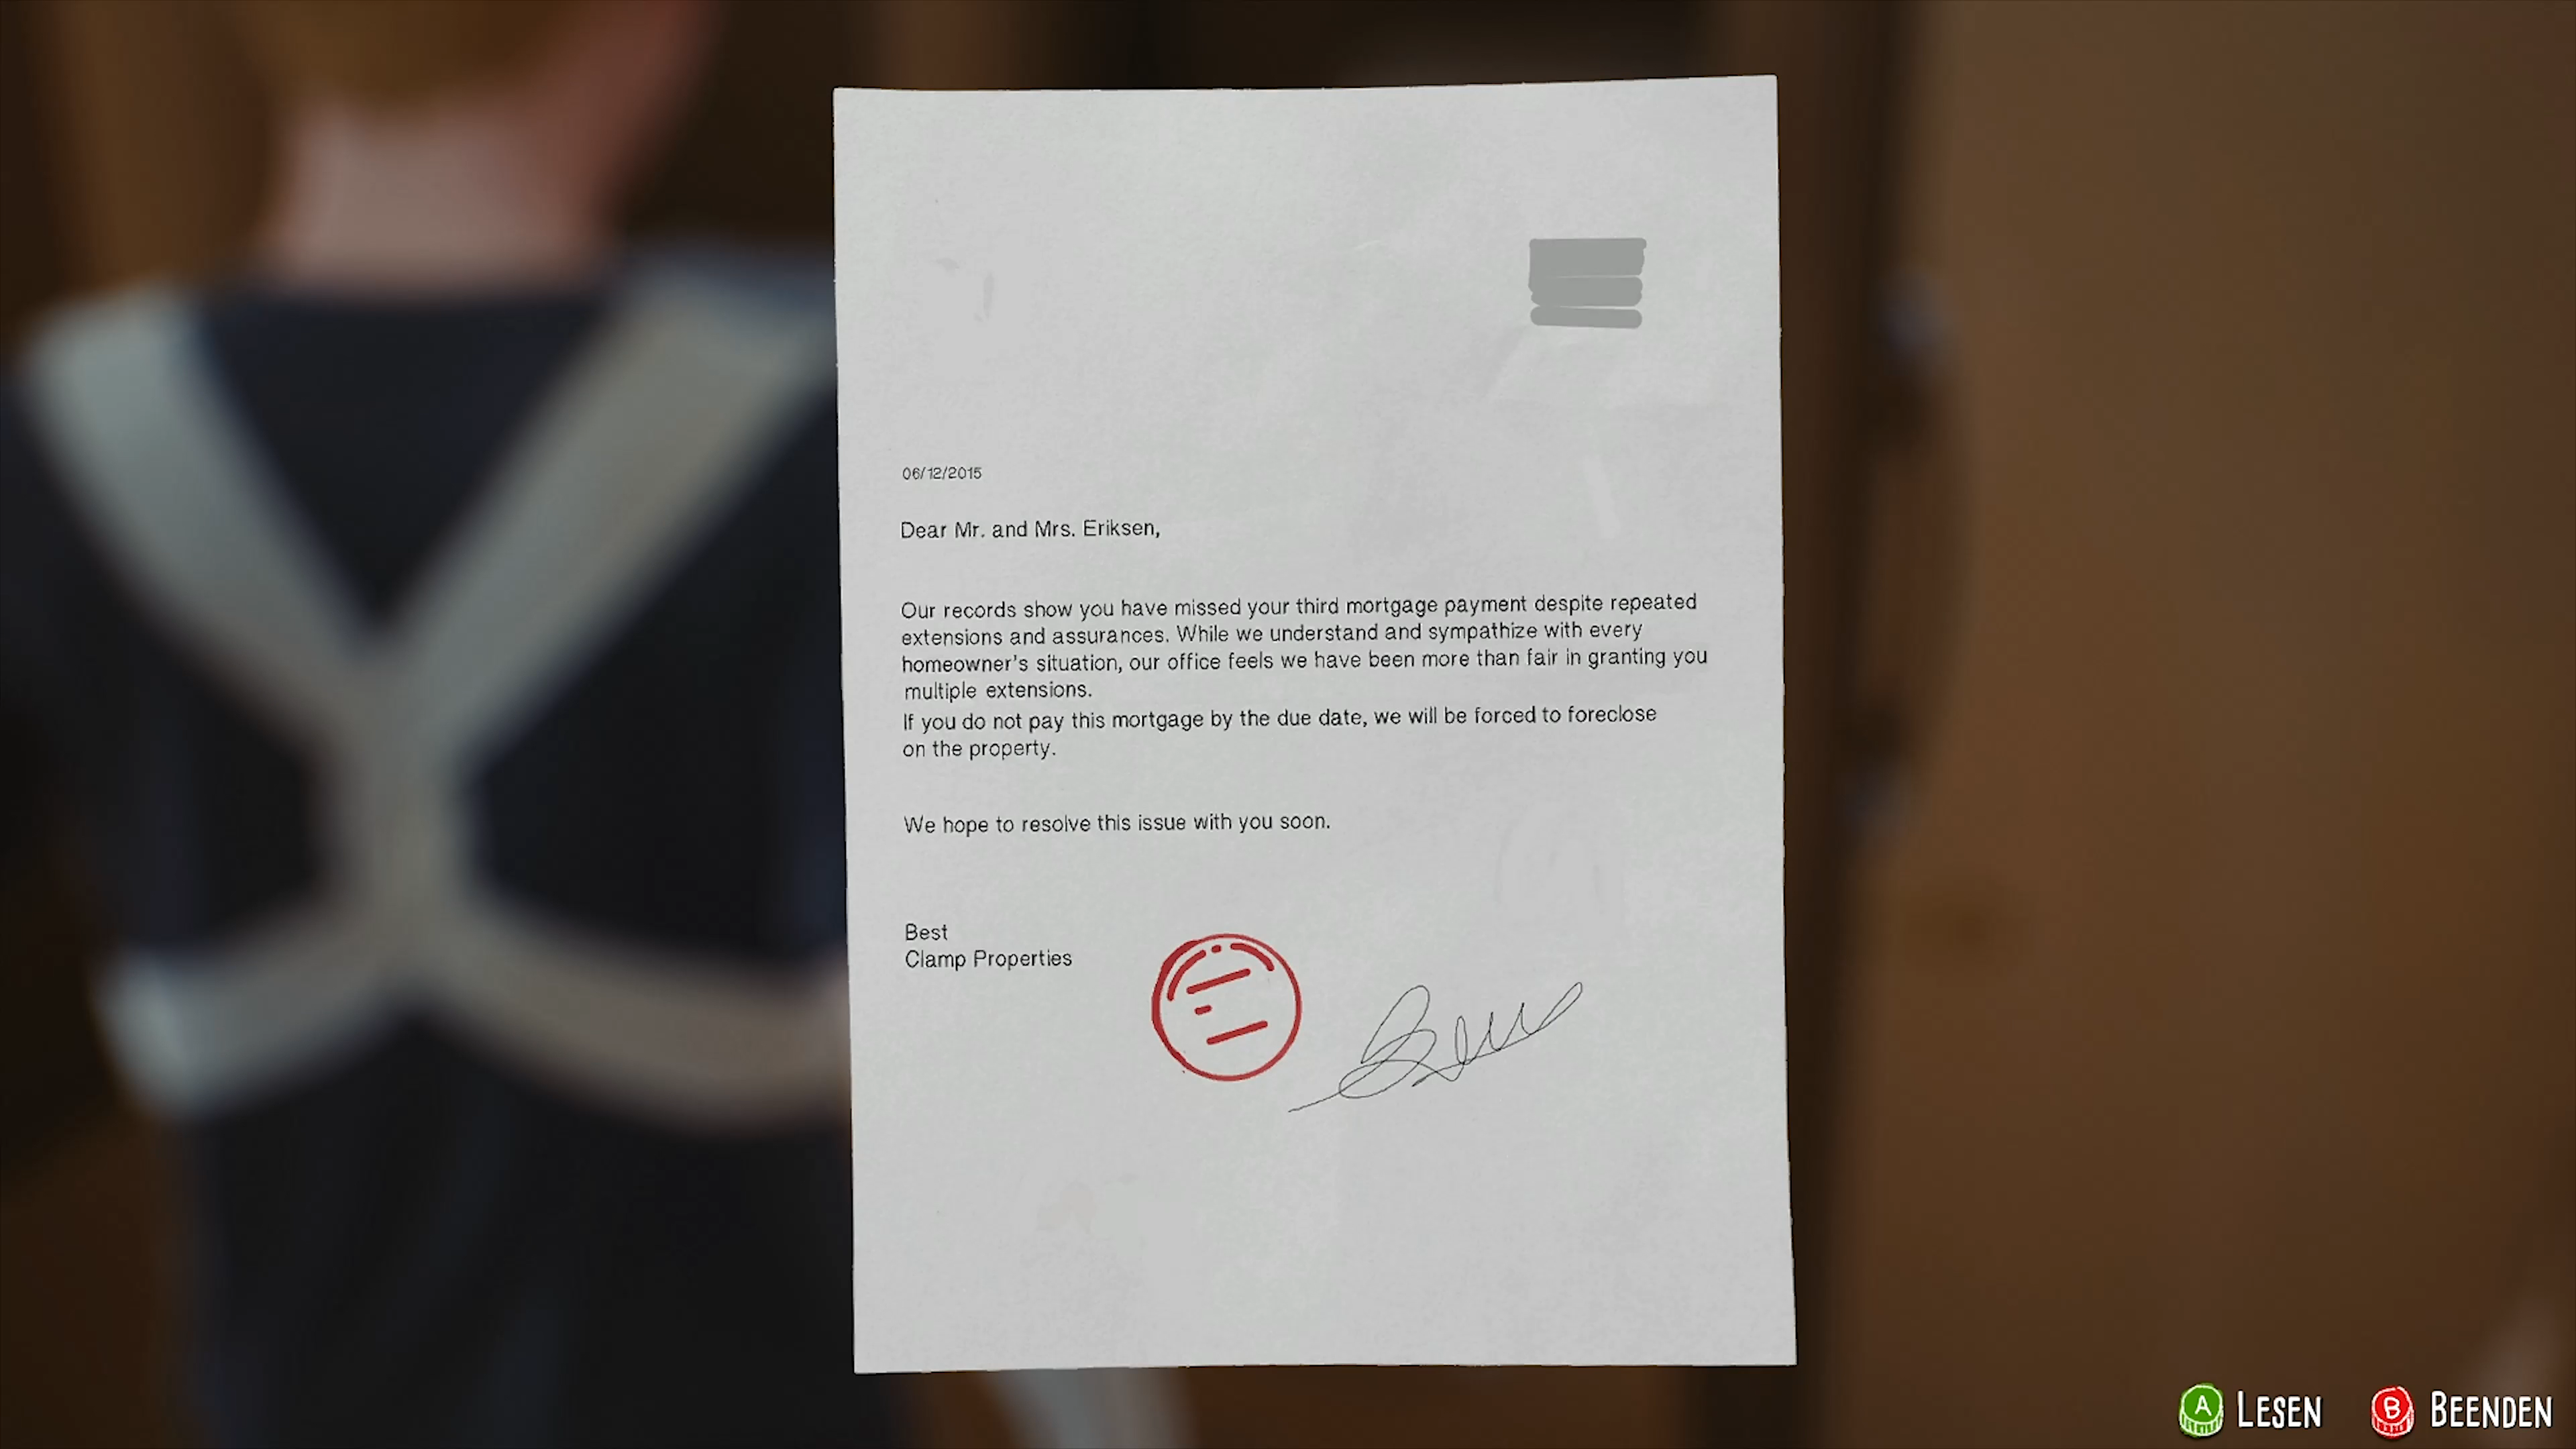 06/12/2015
Dear Mr. and Mrs. Eriksen,
Our records show you have missed your third mortgage payment despite repeated
extensions and assurances. While we understand and sympathize with every
homeowner's situation, our office feels we have been more than fair in granting you
multiple extensions.
If you do not pay this mortgage by the due date, we will be forced to foreclose
on the property.
We hope to resolve this issue with you soon.
Best
Clamp Properties
A LESEN B BEENDEN